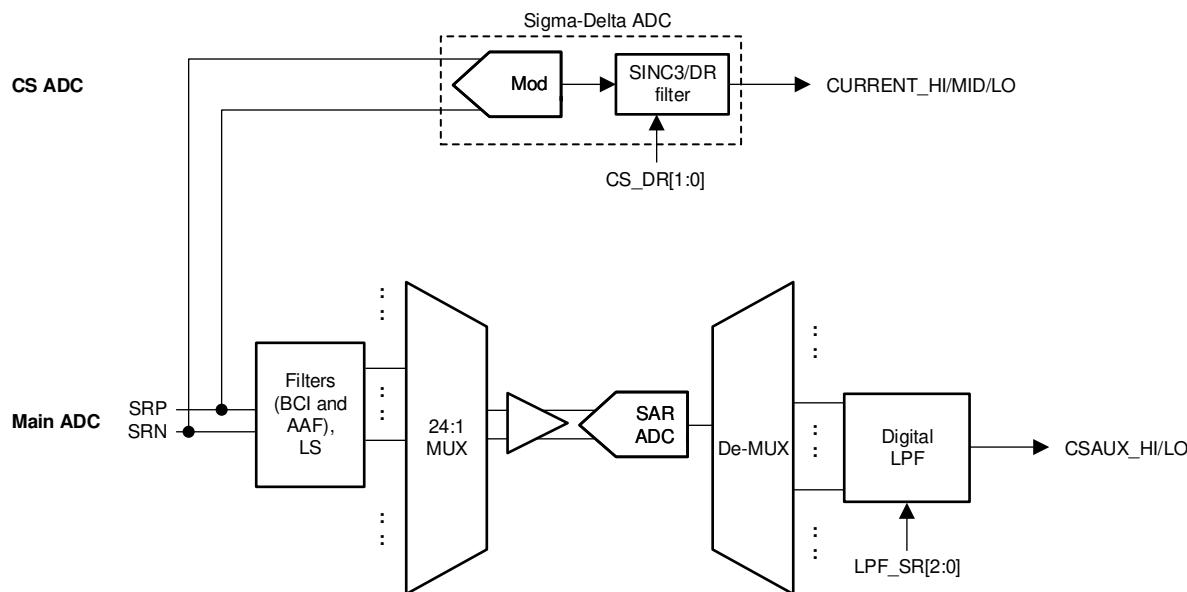 Sigma-Delta ADC
CS ADC
Mod
SINC3/DR
filter
CURRENT_HI/MID/LO
CS_DR[1:0]
Main ADC
SRP
SRN
Filters
(BCI and
AAF),
LS
24:1
MUX
SAR
ADC
De-MUX
Digital
LPF
CSAUX_HI/LO
LPF_SR[2:0]